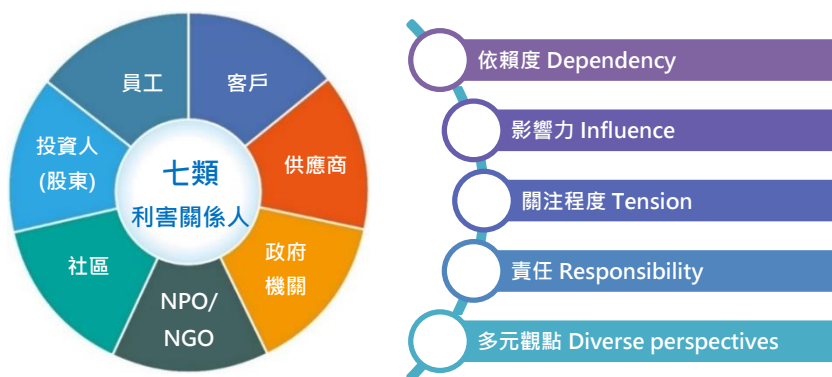 員工
客戶
投資人
(股東)
七類
利害關係人
供應商
社區
政府
機關
NPO/
NGO
依賴度 Dependency
影響力 Influence
關注程度 Tension
責任 Responsibility
多元觀點 Diverse perspectives